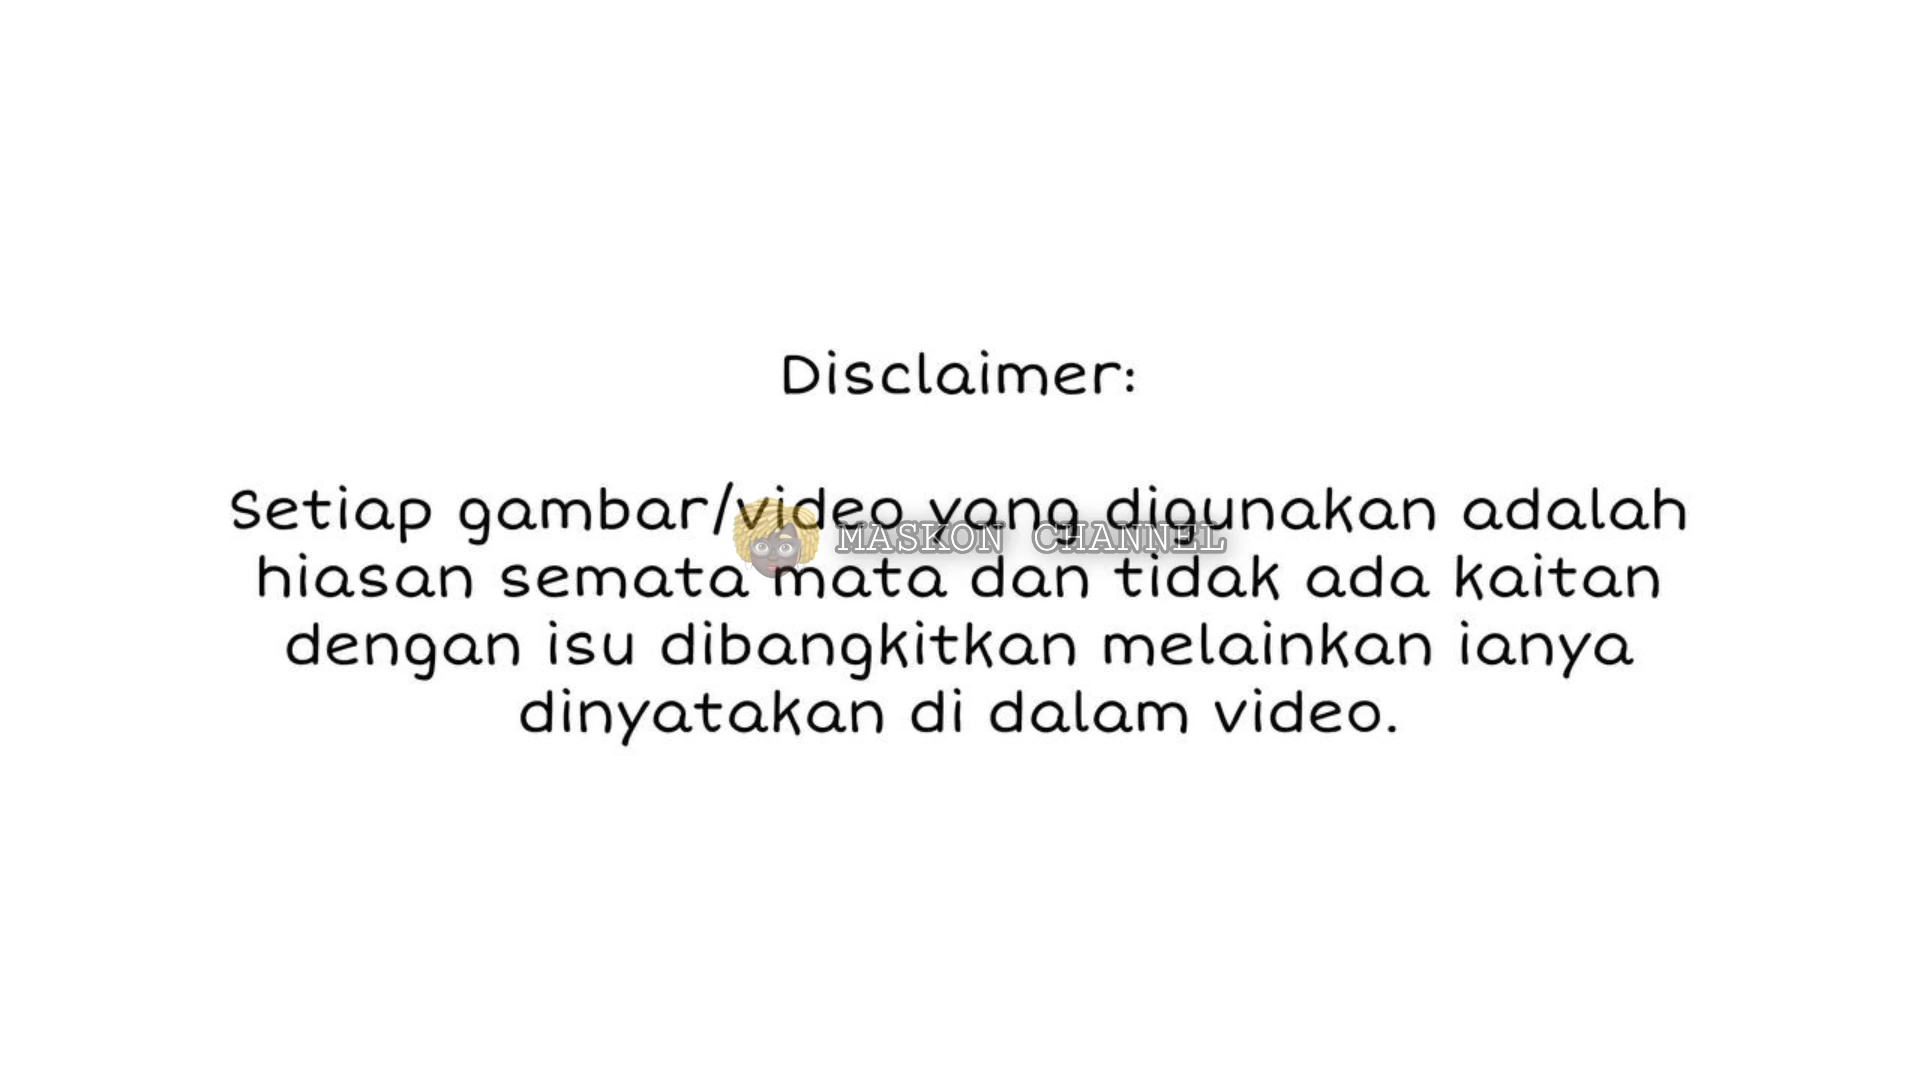 Disclaimer:
Setiap gambar/video yang digunakan adalah
MASKON CHANNEL
hiasan semata mata dan tidak ada kaitan
dengan isu dibangkitkan melainkan ianya
dinyatakan di dalam video.